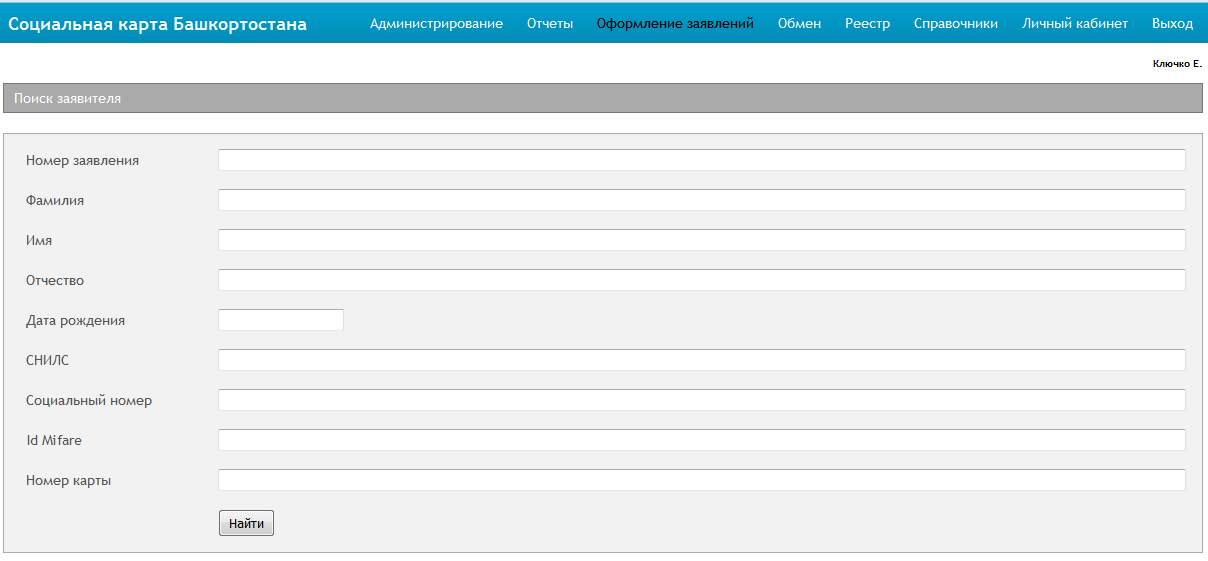 Социальная карта Башкортостана Администрирование Отчеты Оформление заявлений Обмен Реестр Справочники Личный кабинет Выход
Ключко Е.
Поиск заявителя
Номер заявления
Фамилия
Имя
Отчество
Дата рождения
СНИЛС
Социальный номер
Id Mifare
Номер карты
Найти